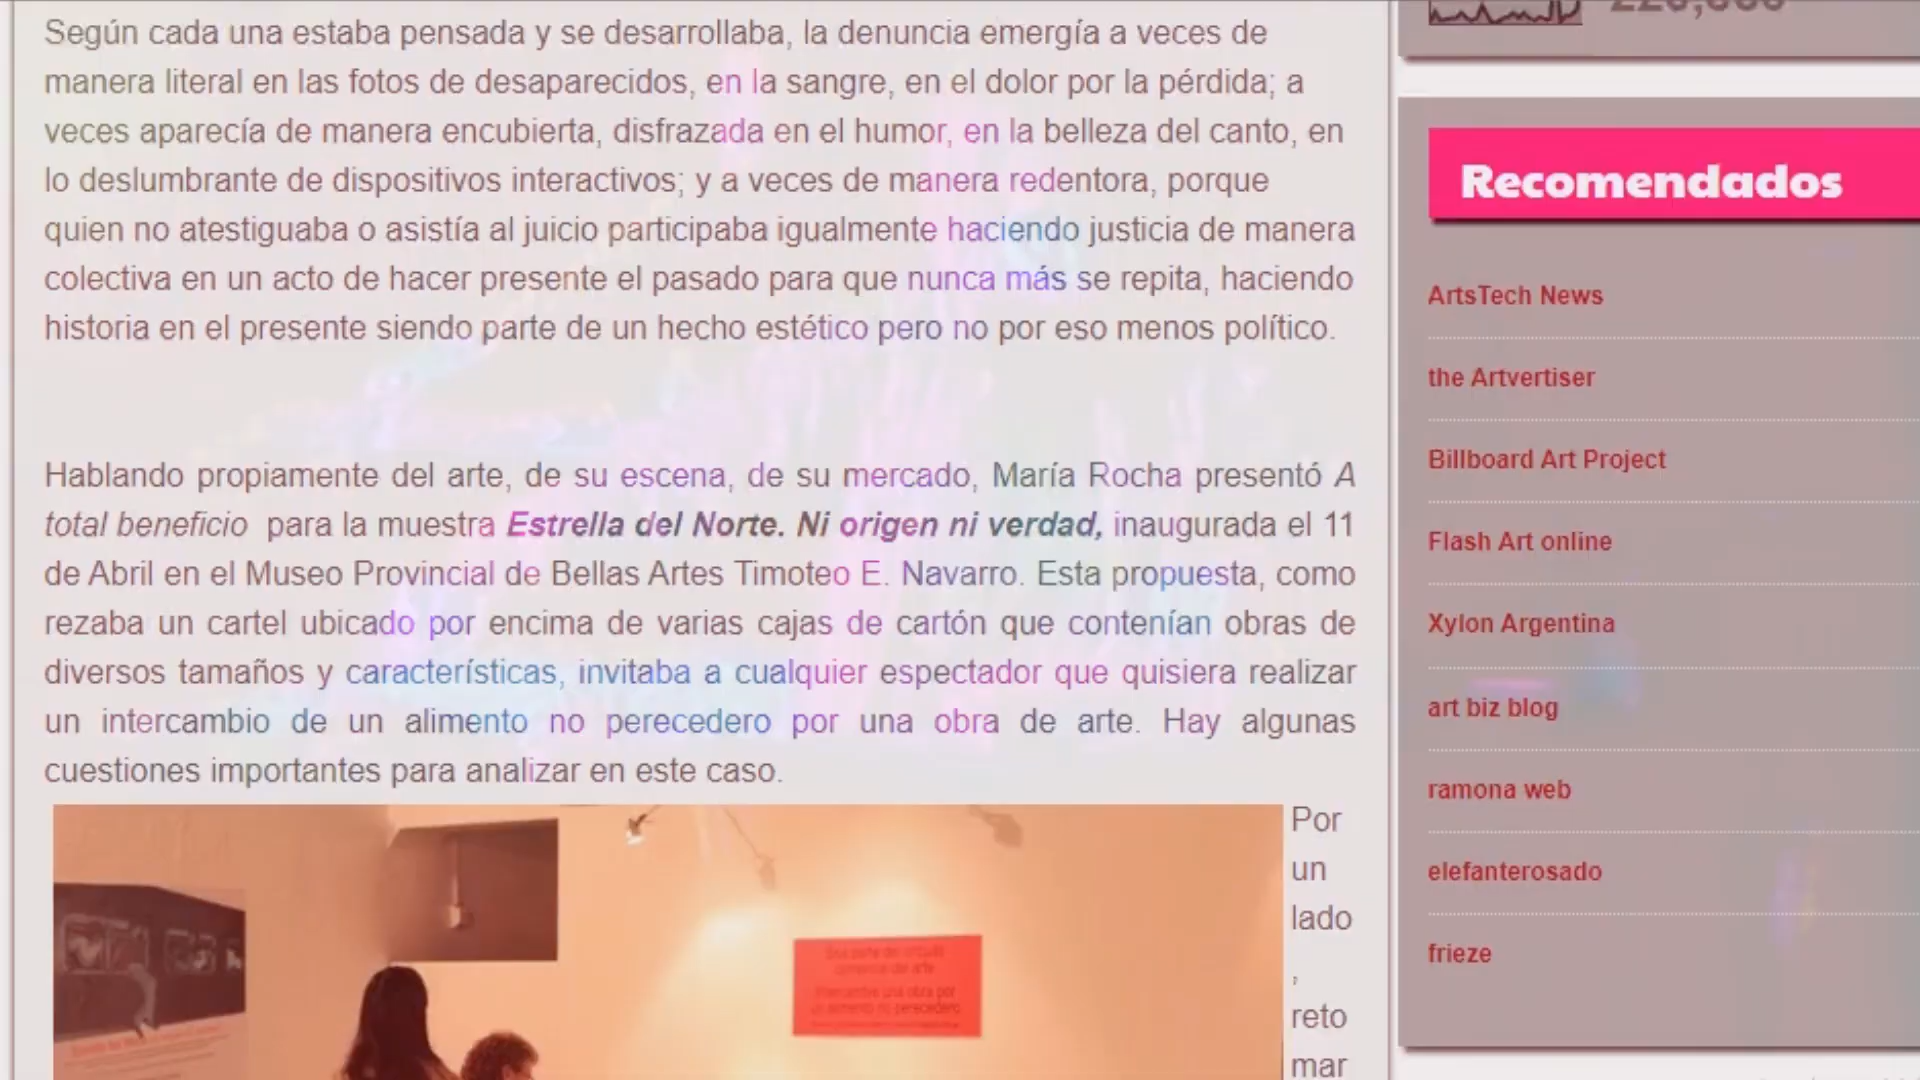 Según cada una estaba pensada y se desarrollaba, la denuncia emergía a veces de
manera literal en las fotos de desaparecidos, en la sangre, en el dolor por la pérdida; a
veces aparecía de manera encubierta, disfrazada en el humor, en la belleza del canto, en
lo deslumbrante de dispositivos interactivos; y a veces de manera redentora, porque
quien no atestiguaba o asistía al juicio participaba igualmente haciendo justicia de manera
colectiva en un acto de hacer presente el pasado para que nunca más se repita, haciendo
historia en el presente siendo parte de un hecho estético pero no por eso menos político.
Hablando propiamente del arte, de su escena, de su mercado, María Rocha presentó A
total beneficio para la muestra Estrella del Norte. Ni origen ni verdad, inaugurada el 11
de Abril en el Museo Provincial de Bellas Artes Timoteo E. Navarro. Esta propuesta, como
rezaba un cartel ubicado por encima de varias cajas de cartón que contenían obras de
diversos tamaños y características, invitaba a cualquier espectador que quisiera realizar
un intercambio de un alimento no perecedero por una obra de arte. Hay algunas
cuestiones importantes para analizar en este caso.
Por
un
lado
,
reto
mar
Recomendados
ArtsTech News
the Artvertiser
Billboard Art Project
Flash Art online
Xylon Argentina
art biz blog
ramona web
elefanterosado
frieze